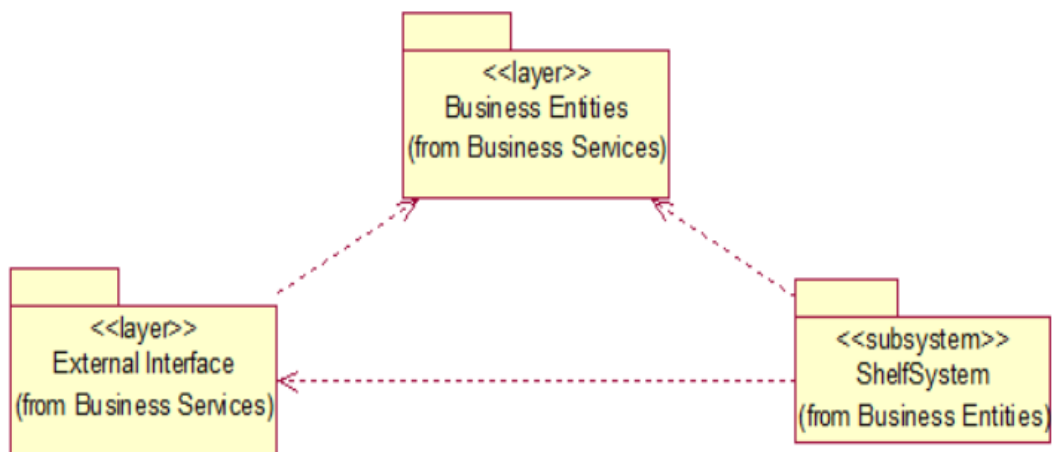 <<layer>>
Business Entities
(from Business Services)
<<layer>>
External Interface
(from Business Services)
<<subsystem>>
ShelfSystem
(from Business Entities)